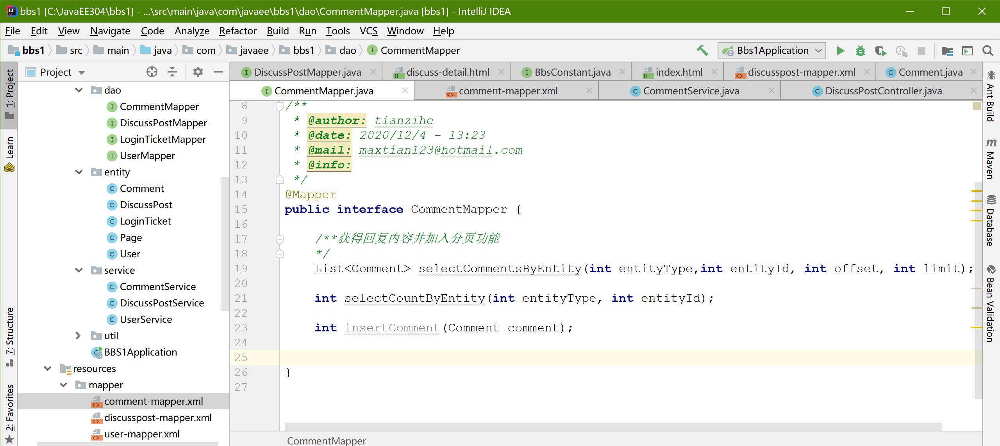 bbs1 [C:\JavaEE304\bbs1] - ...\src\main\java\com\javaee\bbs1\dao\CommentMapper.java [bbs1] - IntelliJ IDEA
File Edit View Navigate Code Analyze Refactor Build Run Tools VCS Window Help
bbs1 src main java com javaee bbs1 dao CommentMapper Bbs1Application
Project
DiscussPostMapper.java discuss-detail.html BbsConstant.java index.html discusspost-mapper.xml Comment.java
CommentMapper.java comment-mapper.xml CommentService.java DiscussPostController.java
1: Project
Learn
7: Structure
2: Favorites
dao
CommentMapper
DiscussPostMapper
LoginTicketMapper
UserMapper
entity
Comment
DiscussPost
LoginTicket
Page
User
service
CommentService
DiscussPostService
UserService
util
BBS1Application
resources
mapper
comment-mapper.xml
discusspost-mapper.xml
user-mapper.xml
8 /**
9 * @author: tianzihe
10 * @date: 2020/12/4 - 13:23
11 * @mail: maxtian123@hotmail.com
12 * @info:
13 */
14 @Mapper
15 public interface CommentMapper {
16
17 /**获得回复内容并加入分页功能
18 */
19 List<Comment> selectCommentsByEntity(int entityType,int entityId, int offset, int limit);
20
21 int selectCountByEntity(int entityType, int entityId);
22
23 int insertComment(Comment comment);
24
25
26 }
27
CommentMapper
Ant Build
Maven
Database
Bean Validation